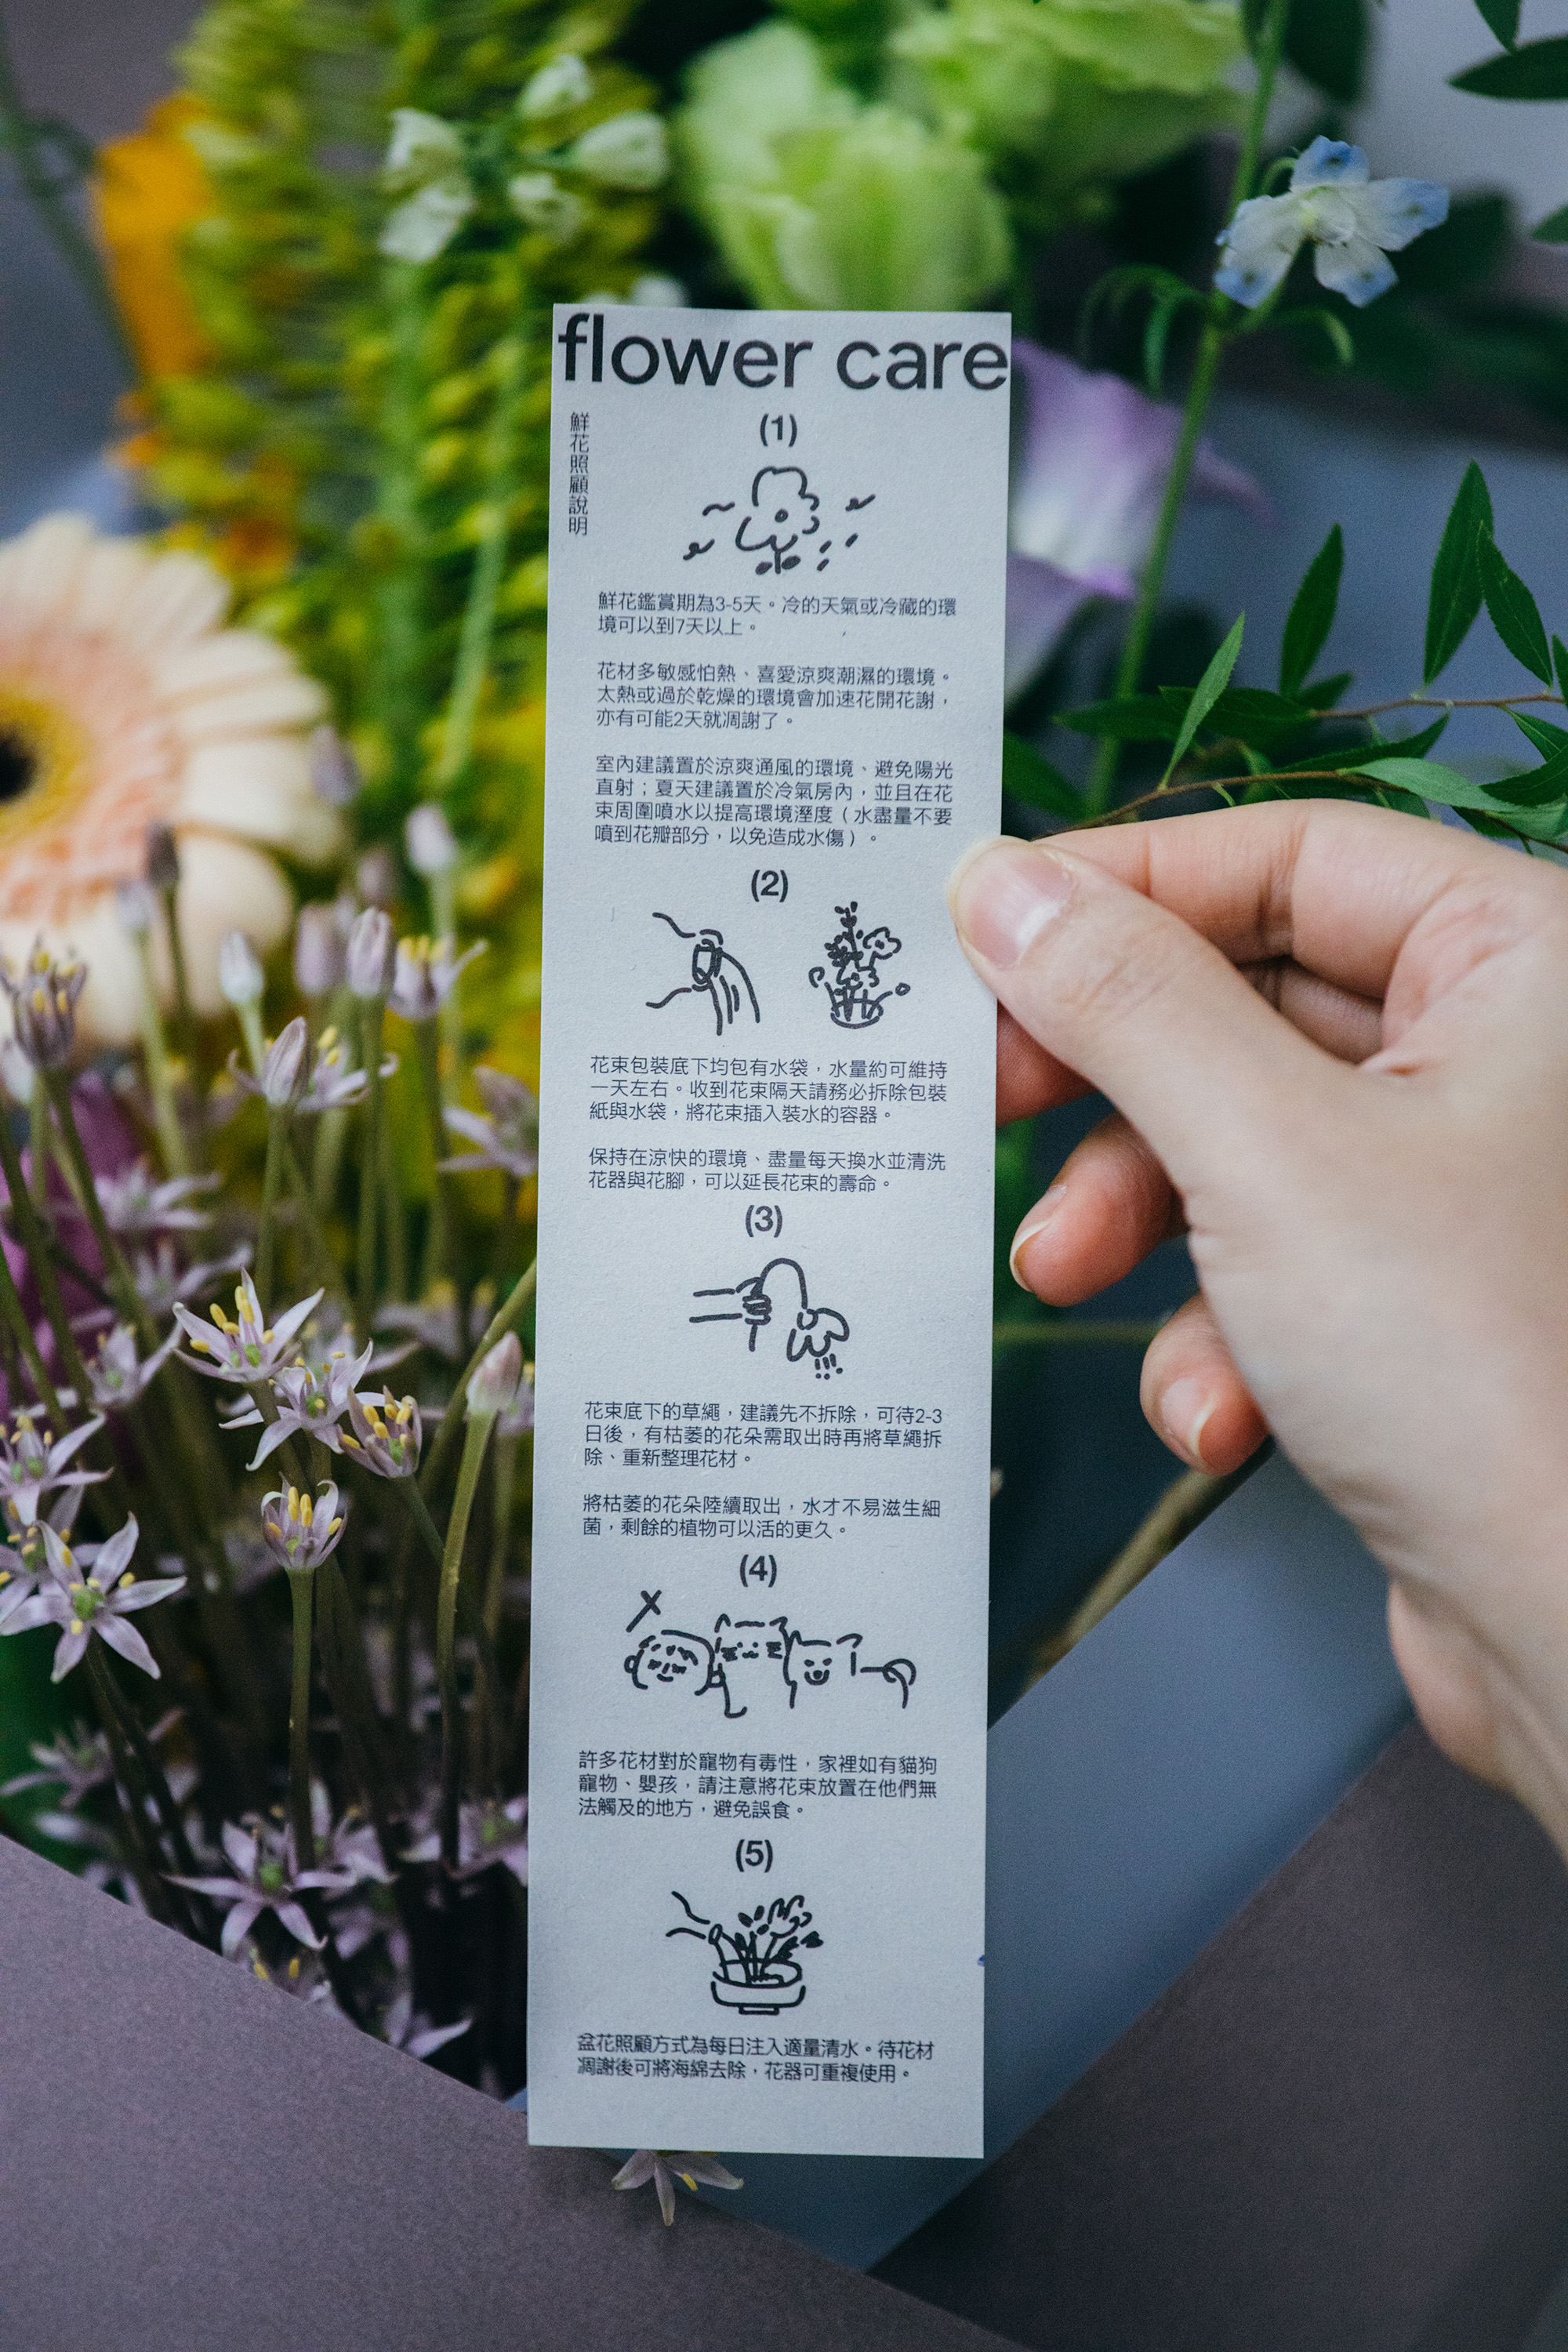 flower care
鮮花照顧說明
(1)
鮮花鑑賞期為3-5天。冷的天氣或冷藏的環
境可以到7天以上。
花材多敏感怕熱、喜愛涼爽潮濕的環境。
太熱或過於乾燥的環境會加速花開花謝，
亦有可能2天就凋謝了。
室內建議置於涼爽通風的環境、避免陽光
直射；夏天建議置於冷氣房內，並且在花
束周圍噴水以提高環境溼度（水盡量不要
噴到花瓣部分，以免造成水傷）。
(2)
花束包裝底下均包有水袋，水量約可維持
一天左右。收到花束隔天請務必拆除包裝
紙與水袋，將花束插入裝水的容器。
保持在涼快的環境、盡量每天換水並清洗
花器與花腳，可以延長花束的壽命。
(3)
花束底下的草繩，建議先不拆除，可待2-3
日後，有枯萎的花朵需取出時再將草繩拆
除、重新整理花材。
將枯萎的花朵陸續取出，水才不易滋生細
菌，剩餘的植物可以活的更久。
(4)
許多花材對於寵物有毒性，家裡如有貓狗
寵物、嬰孩，請注意將花束放置在他們無
法觸及的地方，避免誤食。
(5)
盆花照顧方式為每日注入適量清水。待花材
凋謝後可將海綿去除，花器可重複使用。